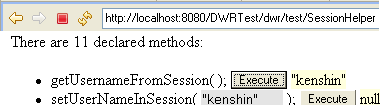 http://localhost:8080/DWRTest/dwr/test/SessionHelper
There are 11 declared methods:
• getUsernameFromSession( ); Execute "kenshin"
• setUserNameInSession( "kenshin" ); Execute null